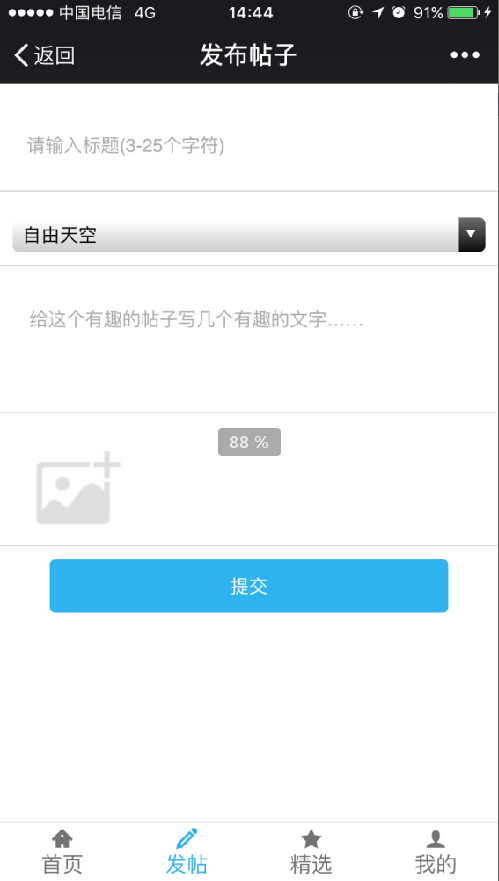 中国电信 4G 14:44 91%
返回 发布帖子
请输入标题(3-25个字符)
自由天空
给这个有趣的帖子写几个有趣的文字......
88 %
提交
首页 发帖 精选 我的